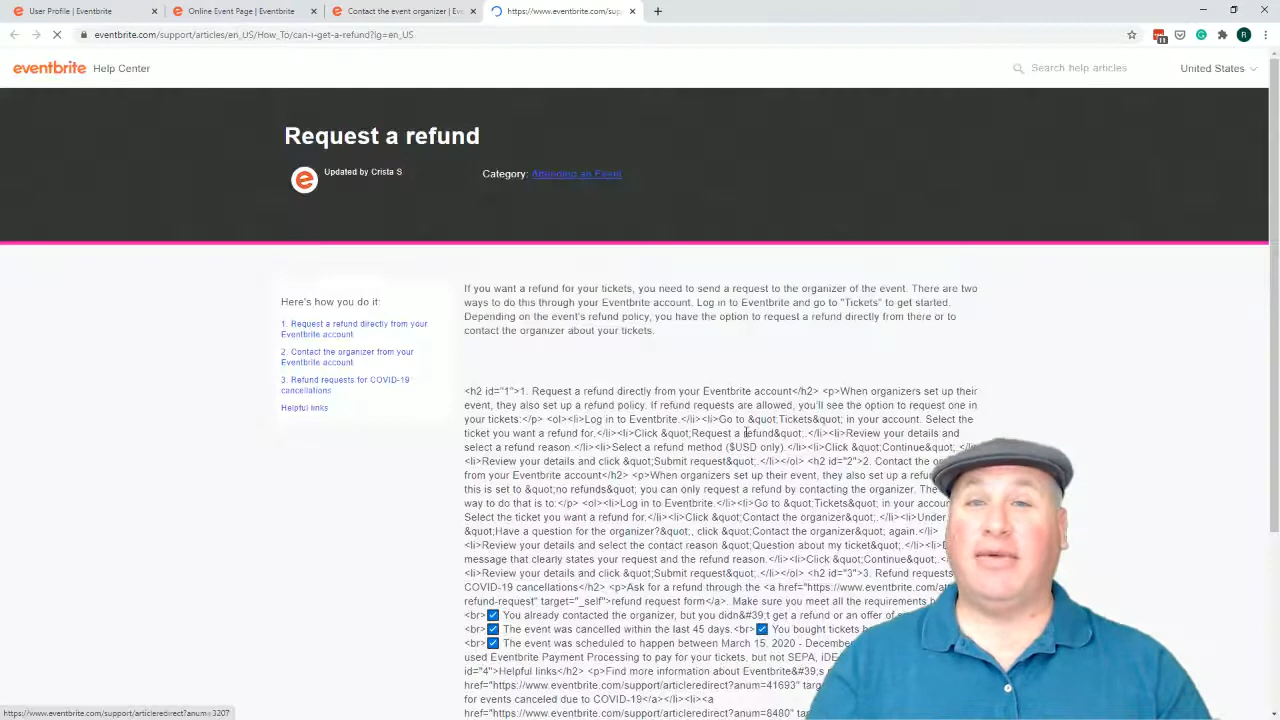 User Profile | Eventbrite
Online Event Page | Eventbrite
Contact the event organizer | Ev
https://www.eventbrite.com/sup
eventbrite.com/support/articles/en_US/How_To/can-i-get-a-refund?lg=en_US
11
R
eventbrite Help Center
Search help articles
United States
Request a refund
Updated by Crista S
Category: Attending an Event
Here's how you do it:
1. Request a refund directly from your
Eventbrite account
2. Contact the organizer from your
Eventbrite account
3. Refund requests for COVID-19
cancellations
Helpful links
If you want a refund for your tickets, you need to send a request to the organizer of the event. There are two
ways to do this through your Eventbrite account. Log in to Eventbrite and go to "Tickets" to get started.
Depending on the event's refund policy, you have the option to request a refund directly from there or to
contact the organizer about your tickets.
<h2 id="1">1. Request a refund directly from your Eventbrite account</h2> <p>When organizers set up their
event, they also set up a refund policy. If refund requests are allowed, you'll see the option to request one in
your tickets:</p> <ol><li>Log in to Eventbrite.</li><li>Go to &quot;Tickets&quot; in your account. Select the
ticket you want a refund for.</li><li>Click &quot;Request a refund&quot;.</li><li>Review your details and
select a refund reason.</li><li>Select a refund method ($USD only).</li><li>Click &quot;Continue&quot;.</li>
<li>Review your details and click &quot;Submit request&quot;.</li></ol> <h2 id="2">2. Contact the
from your Eventbrite account</h2> <p>When organizers set up their event, they also set up a refun
this is set to &quot;no refunds&quot; you can only request a refund by contacting the organizer. The
way to do that is to:</p> <ol><li>Log in to Eventbrite.</li><li>Go to &quot;Tickets&quot; in your accou
Select the ticket you want a refund for.</li><li>Click &quot;Contact the organizer&quot;.</li><li>Under
&quot;Have a question for the organizer?&quot;, click &quot;Contact the organizer&quot; again.</li>
<li>Review your details and select the contact reason &quot;Question about my ticket&quot;.</li><li>
message that clearly states your request and the refund reason.</li><li>Click &quot;Continue&quot;.</li>
<li>Review your details and click &quot;Submit request&quot;.</li></ol> <h2 id="3">3. Refund requests
COVID-19 cancellations</h2> <p>Ask for a refund through the <a href="https://www.eventbrite.com/
refund-request" target="_self">refund request form</a>. Make sure you meet all the requirements
<br>✅ You already contacted the organizer, but you didn&#39;t get a refund or an offer of
<br>✅ The event was cancelled within the last 45 days.<br>✅ You bought tickets
<br>✅ The event was scheduled to happen between March 15, 2020 - December
used Eventbrite Payment Processing to pay for your tickets, but not SEPA,
id="4">Helpful links</h2> <p>Find more information about Eventbrite&#39;s
href="https://www.eventbrite.com/support/articleredirect?anum=41693"
for events canceled due to COVID-19</a></li><li><a
href="https://www.eventbrite.com/support/articleredirect?anum=8480"
https://www.eventbrite.com/support/articleredirect?anum=3207